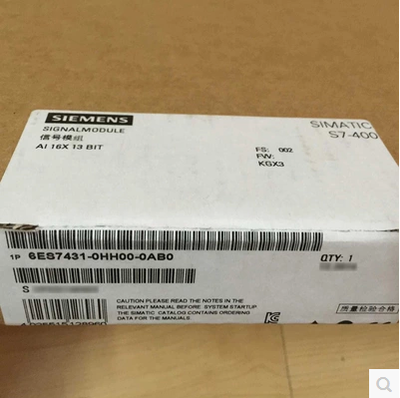 SIEMENS
SIGNALMODULE
信号模组
AI 16X 13 BIT
SIMATIC
S7-400
FS: 002
FW:
KGX3
1P 6ES7431-0HH00-0AB0
QTY: 1
S
CAUTION PLEASE READ THE NOTES IN THE
RELEVANT MANUAL BEFORE SYSTEM STARTUP
THE SIMATIC CATALOG CONTAINS ORDERING
DATA FOR THE MANUALS
质量检验合格